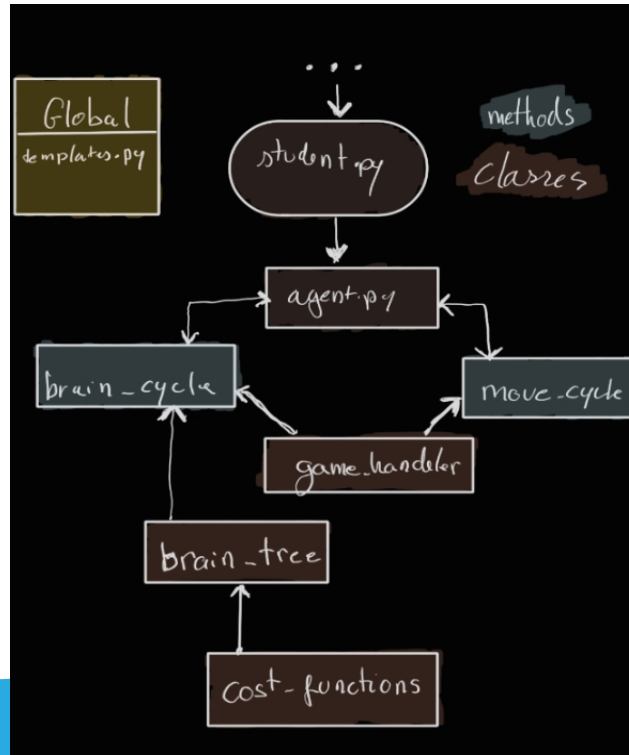 ...
Global
templates.py
student.py
methods
classes
agent.py
brain_cycle
move_cycle
game_handeler
brain_tree
cost_functions